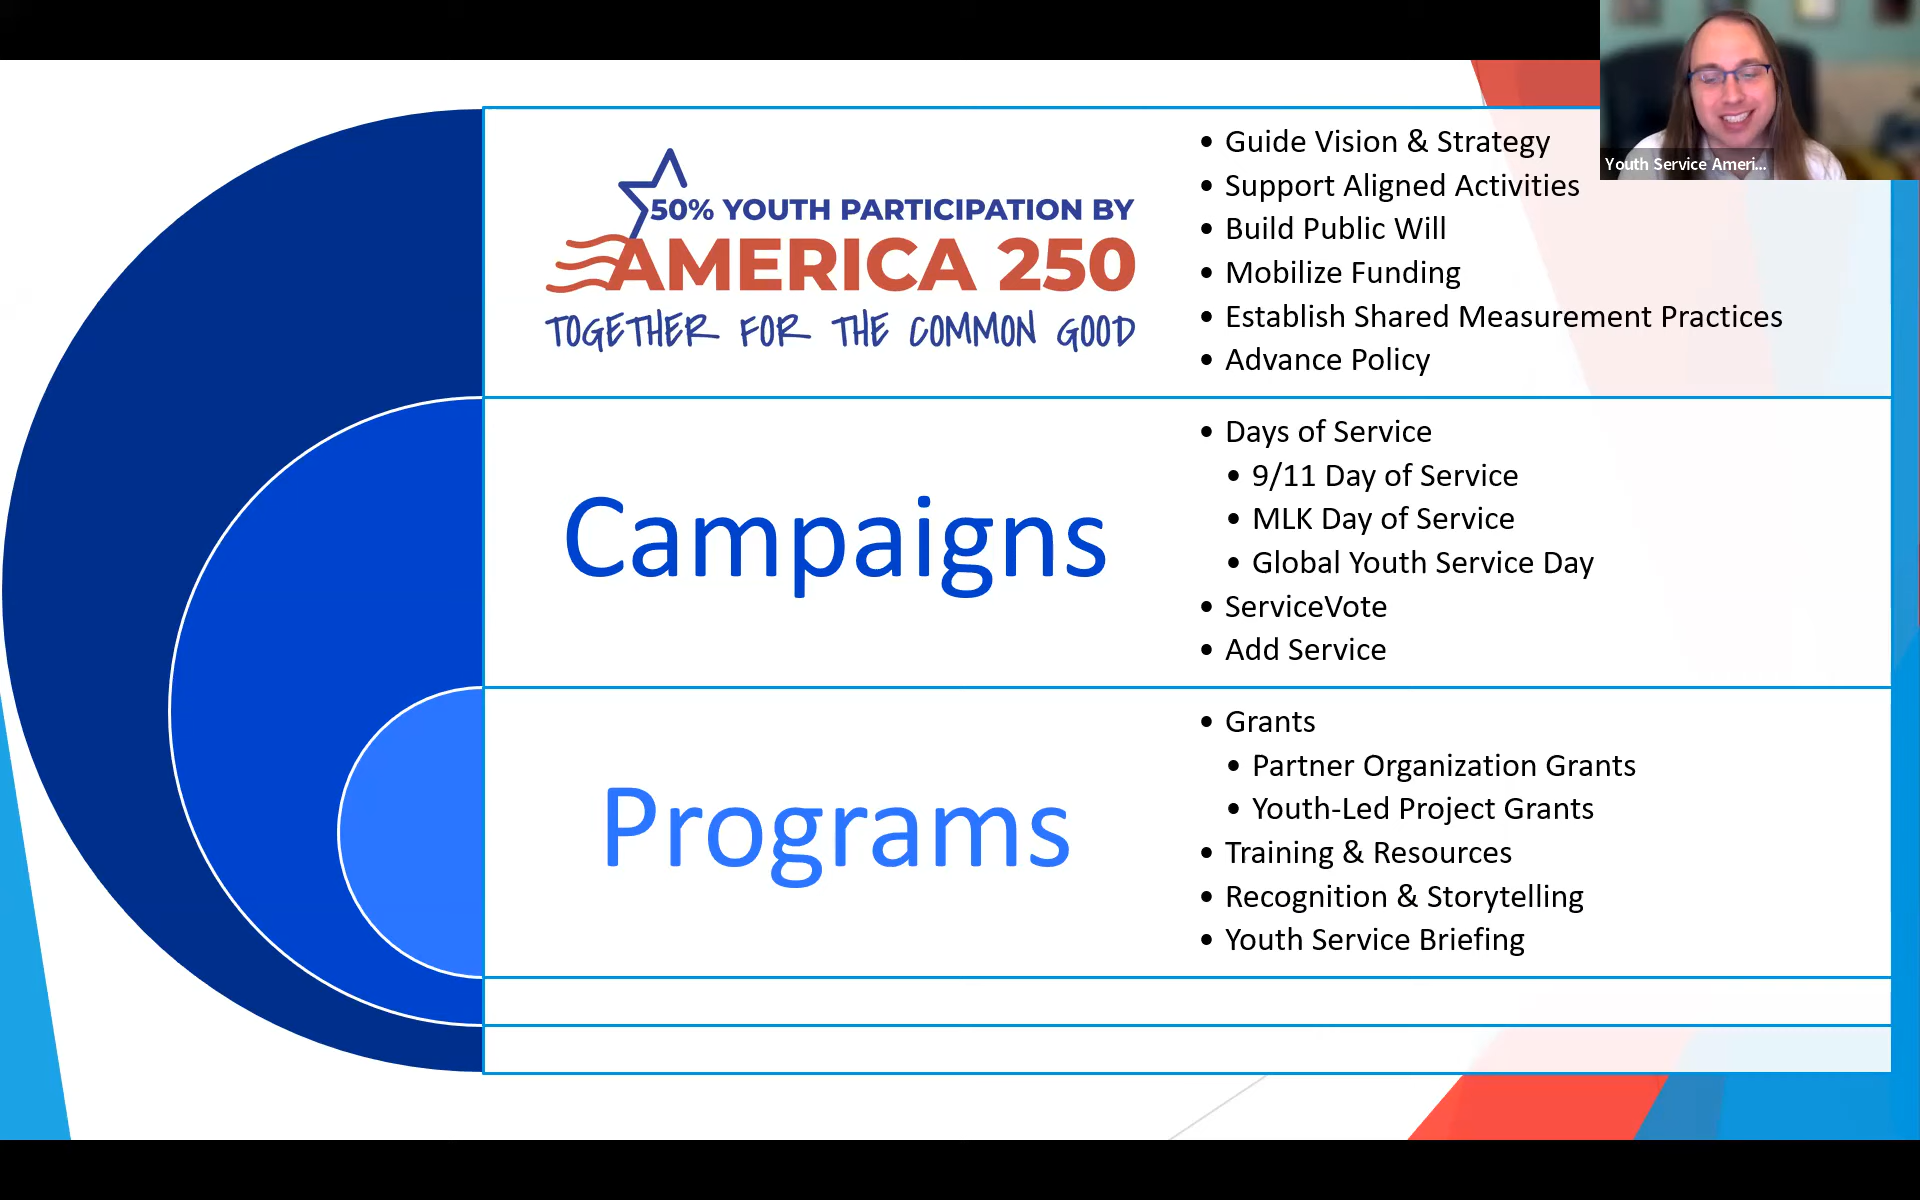 50% YOUTH PARTICIPATION BY
AMERICA 250
TOGETHER FOR THE COMMON GOOD
• Guide Vision & Strategy
• Support Aligned Activities
• Build Public Will
• Mobilize Funding
• Establish Shared Measurement Practices
• Advance Policy
Youth Service Ameri...
Campaigns
• Days of Service
• 9/11 Day of Service
• MLK Day of Service
• Global Youth Service Day
• ServiceVote
• Add Service
Programs
• Grants
• Partner Organization Grants
• Youth-Led Project Grants
• Training & Resources
• Recognition & Storytelling
• Youth Service Briefing